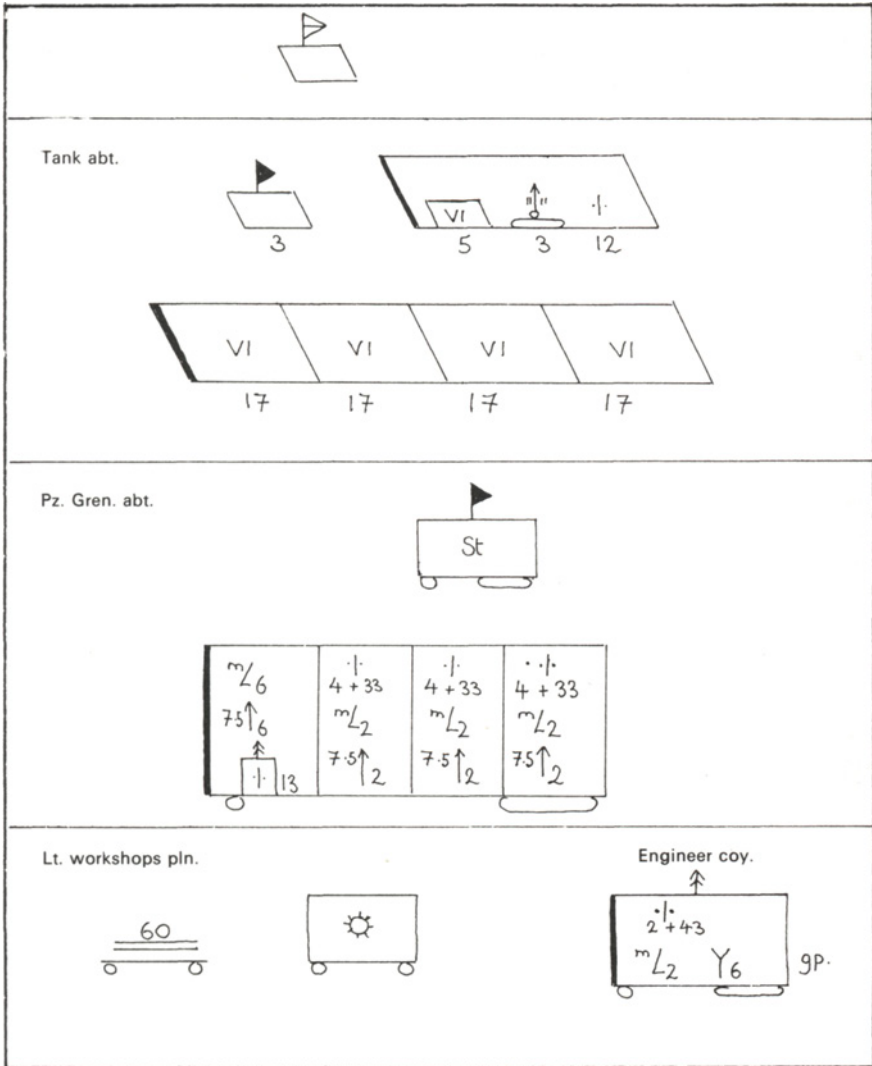 Tank abt.
3
VI
5 3 12
VI VI VI VI
17 17 17 17
Pz. Gren. abt.
St
m 6
4 + 33 4 + 33 4 + 33
m 2 m 2 m 2
7.5 6
7.5 2 7.5 2 7.5 2
13
Lt. workshops pln.
Engineer coy.
60
2 + 43
m 2 Y 6 gp.